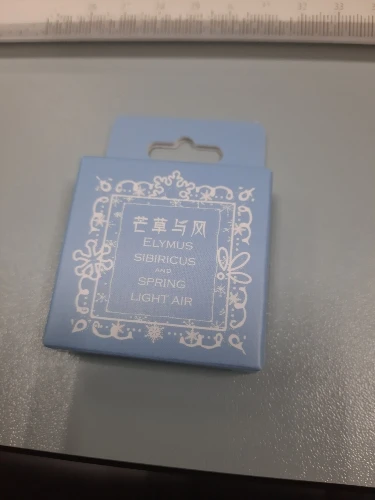 芒草与风
ELYMUS
SIBIRICUS
AND
SPRING
LIGHT AIR